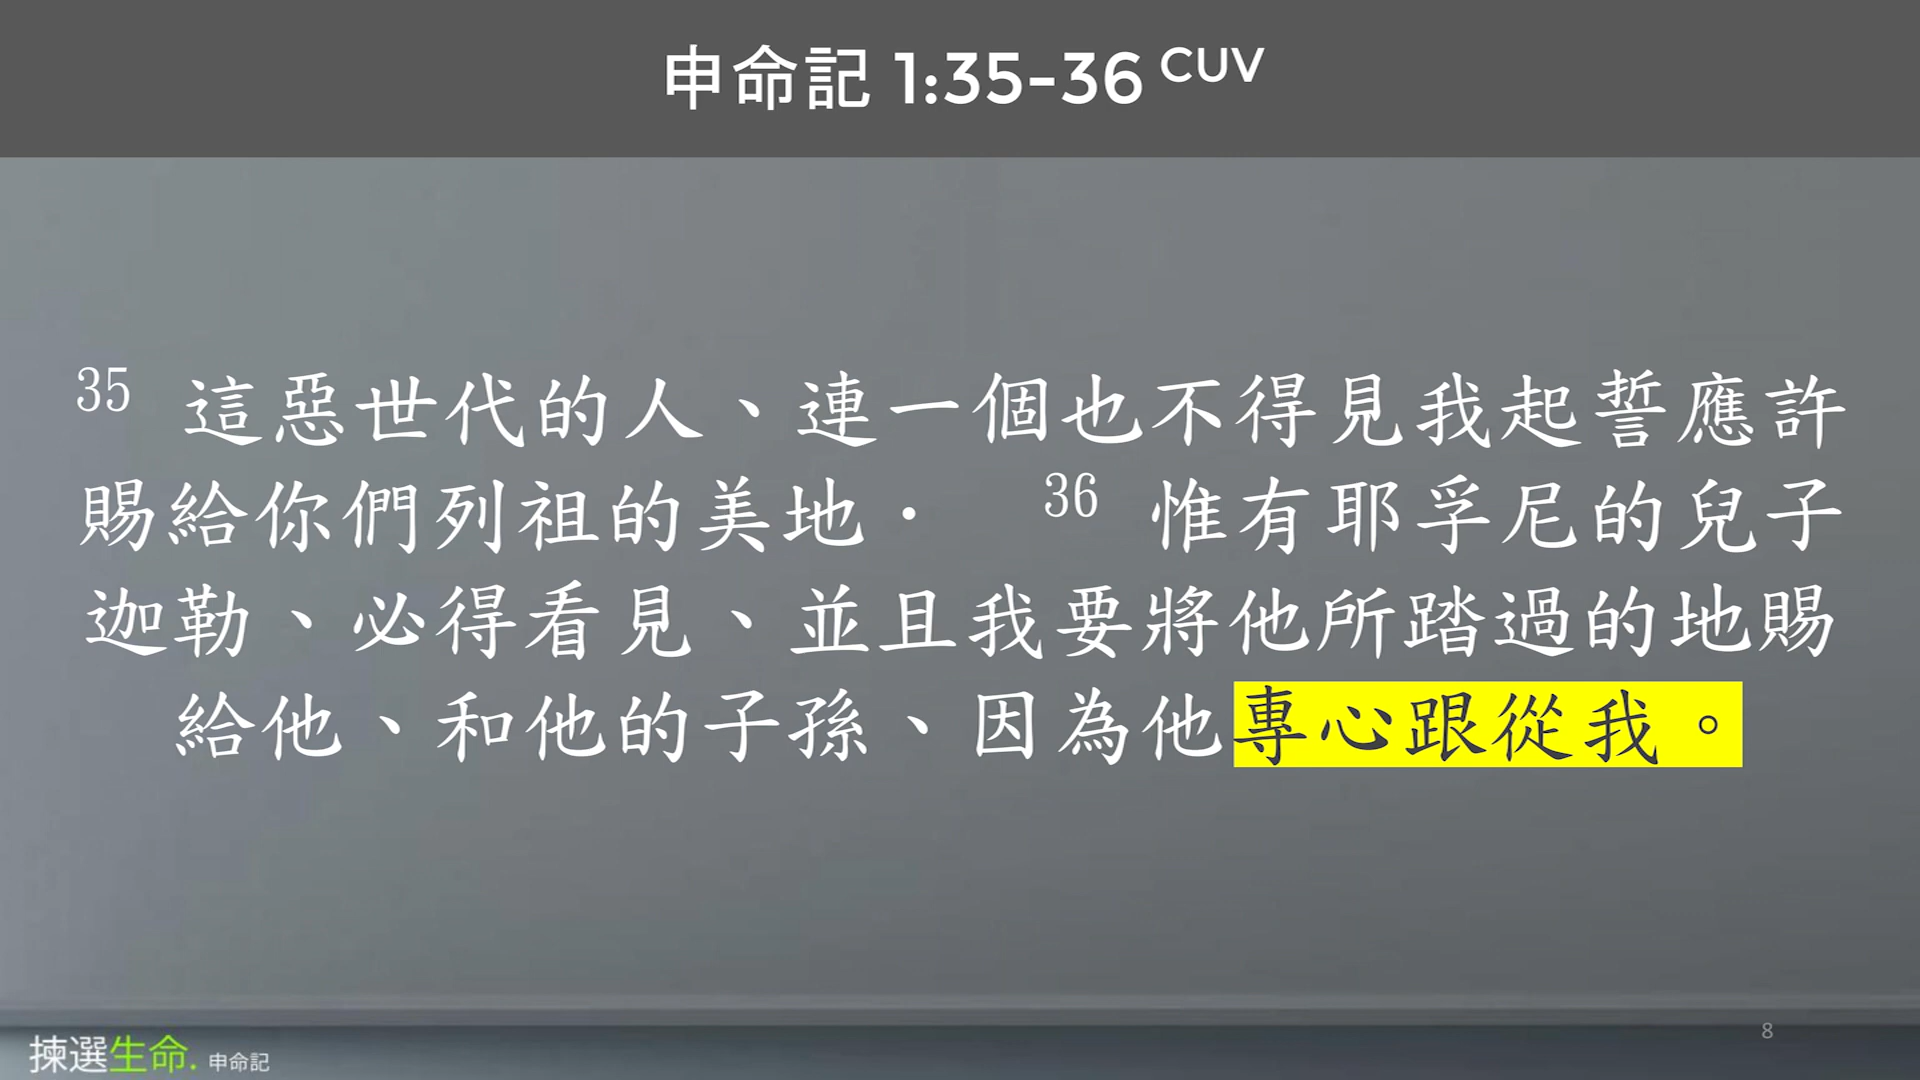 申命記 1:35-36 CUV
35 這惡世代的人、連一個也不得見我起誓應許
賜給你們列祖的美地． 36 惟有耶孚尼的兒子
迦勒、必得看見、並且我要將他所踏過的地賜
給他、和他的子孫、因為他專心跟從我。
8
揀選生命. 申命記